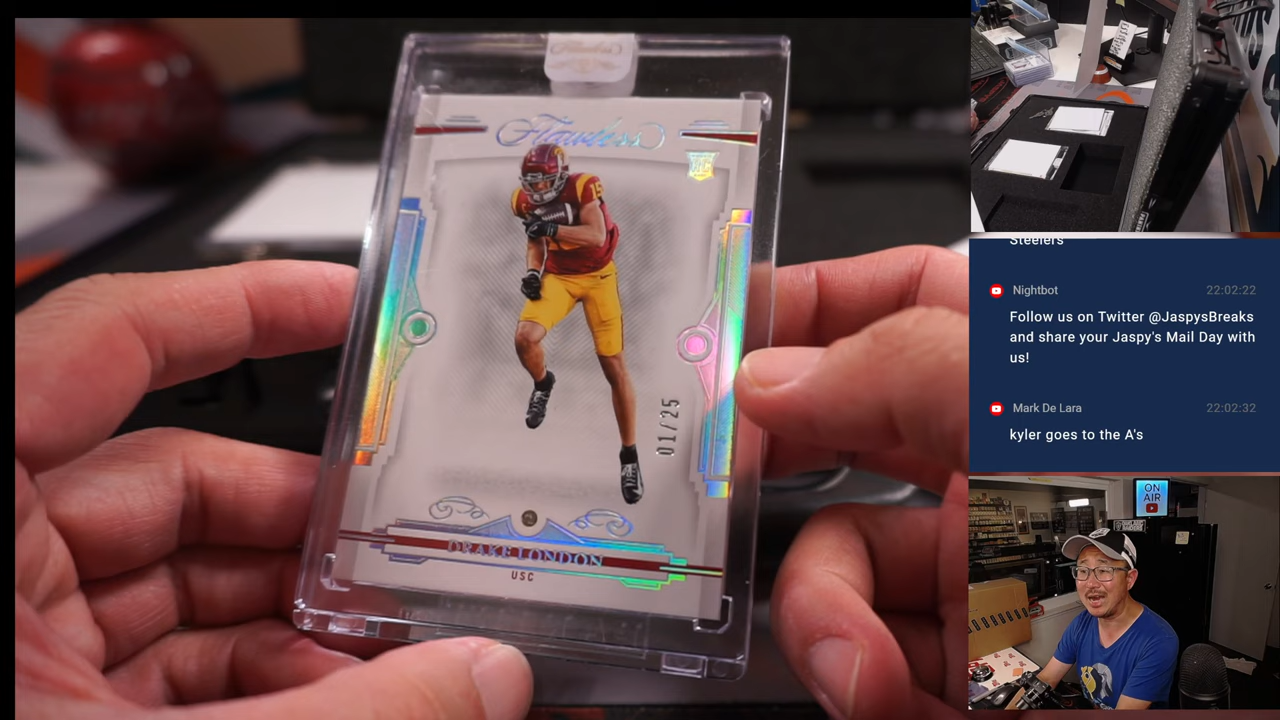 Flawless
RC
15
01/25
DRAKE LONDON
USC
Steelers
Nightbot
22:02:22
Follow us on Twitter @JaspysBreaks
and share your Jaspy's Mail Day with
us!
Mark De Lara
22:02:32
kyler goes to the A's
ON
AIR